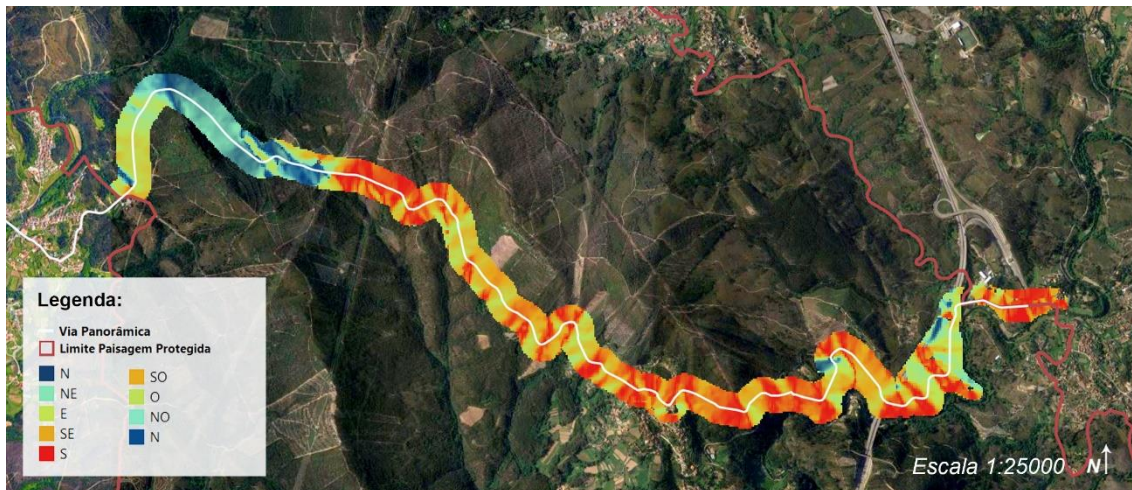 Legenda:
Via Panorâmica
Limite Paisagem Protegida
N
NE
E
SE
S
SO
O
NO
N
Escala 1:25000 N